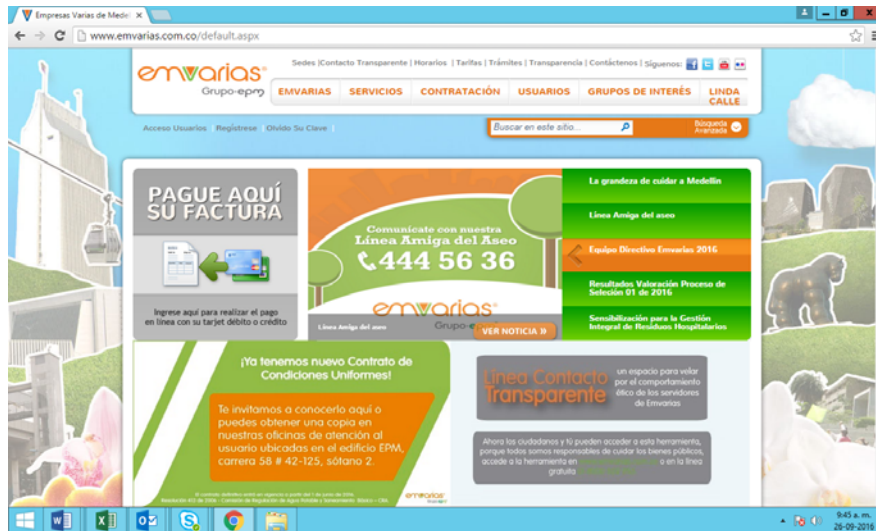 Empresas Varias de Medel
www.emvarias.com.co/default.aspx
Sedes |Contacto Transparente | Horarios | Tarifas | Trámites | Transparencia | Contáctenos | Síguenos:
emvarias
Grupo·epm
EMVARIAS SERVICIOS CONTRATACIÓN USUARIOS GRUPOS DE INTERÉS LINDA CALLE
Acceso Usuarios | Regístrese | Olvido Su Clave |
Buscar en este sitio...
Búsqueda
Avanzada
PAGUE AQUÍ
SU FACTURA
Ingrese aquí para realizar el pago
en línea con su tarjet débito o crédito
Comunícate con nuestra
Línea Amiga del Aseo
444 56 36
emvarias
Grupo-epm
Línea Amiga del aseo
VER NOTICIA »
La grandeza de cuidar a Medellín
Línea Amiga del aseo
Equipo Directivo Emvarias 2016
Resultados Valoración Proceso de
Seleción 01 de 2016
Sensibilización para la Gestión
Integral de Residuos Hospitalarios
¡Ya tenemos nuevo Contrato de
Condiciones Uniformes!
Te invitamos a conocerlo aquí o
puedes obtener una copia en
nuestras oficinas de atención al
usuario ubicadas en el edificio EPM,
carrera 58 # 42-125, sótano 2.
emvarias
Línea Contacto
Transparente
un espacio para velar
por el comportamiento
ético de los servidores
de Emvarias
Ahora los ciudadanos y tú pueden acceder a esta herramienta,
porque todos somos responsables de cuidar los bienes públicos,
accede a la herramienta en
o en la línea
gratuita
9:45 a. m.
26-09-2016